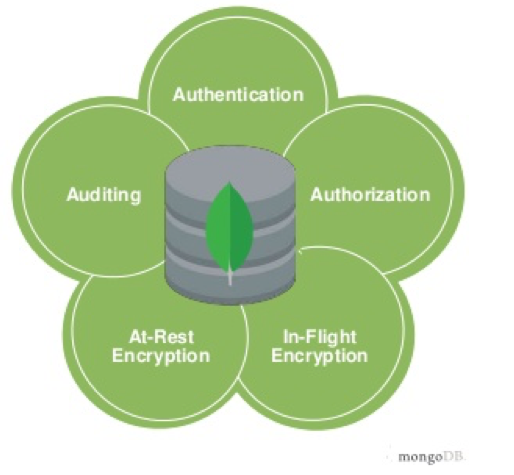 Authentication
Auditing
Authorization
At-Rest
Encryption
In-Flight
Encryption
mongoDB.